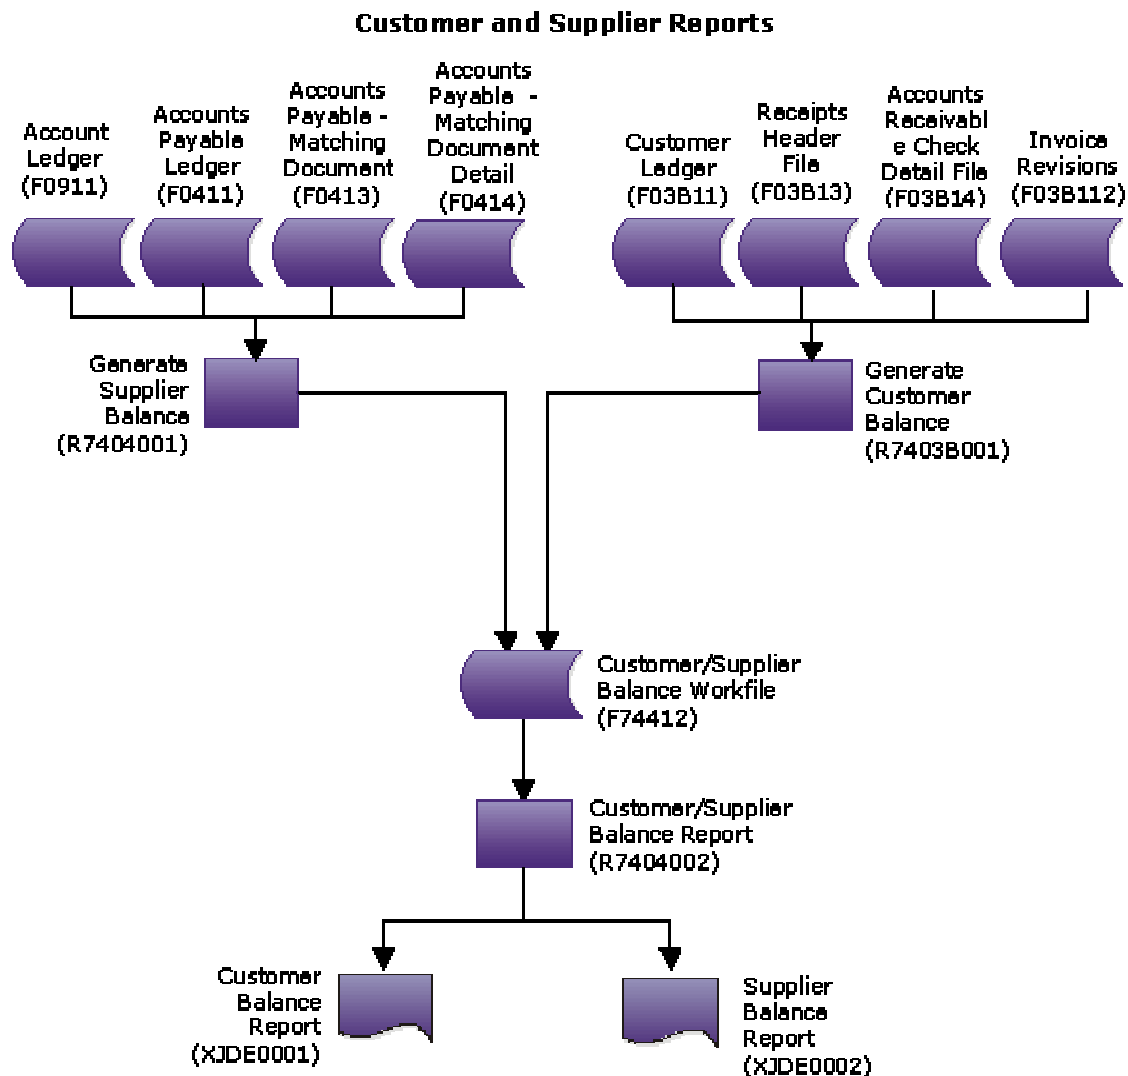 Customer and Supplier Reports
Account
Ledger
(F0911)
Accounts
Payable
Ledger
(F0411)
Accounts
Payable -
Matching
Document
(F0413)
Accounts
Payable -
Matching
Document
Detail
(F0414)
Customer
Ledger
(F03B11)
Receipts
Header
File
(F03B13)
Accounts
Receivabl
e Check
Detail File
(F03B14)
Invoice
Revisions
(F03B112)
Generate
Supplier
Balance
(R7404001)
Generate
Customer
Balance
(R7403B001)
Customer/Supplier
Balance Workfile
(F74412)
Customer/Supplier
Balance Report
(R7404002)
Customer
Balance
Report
(XJDE0001)
Supplier
Balance
Report
(XJDE0002)